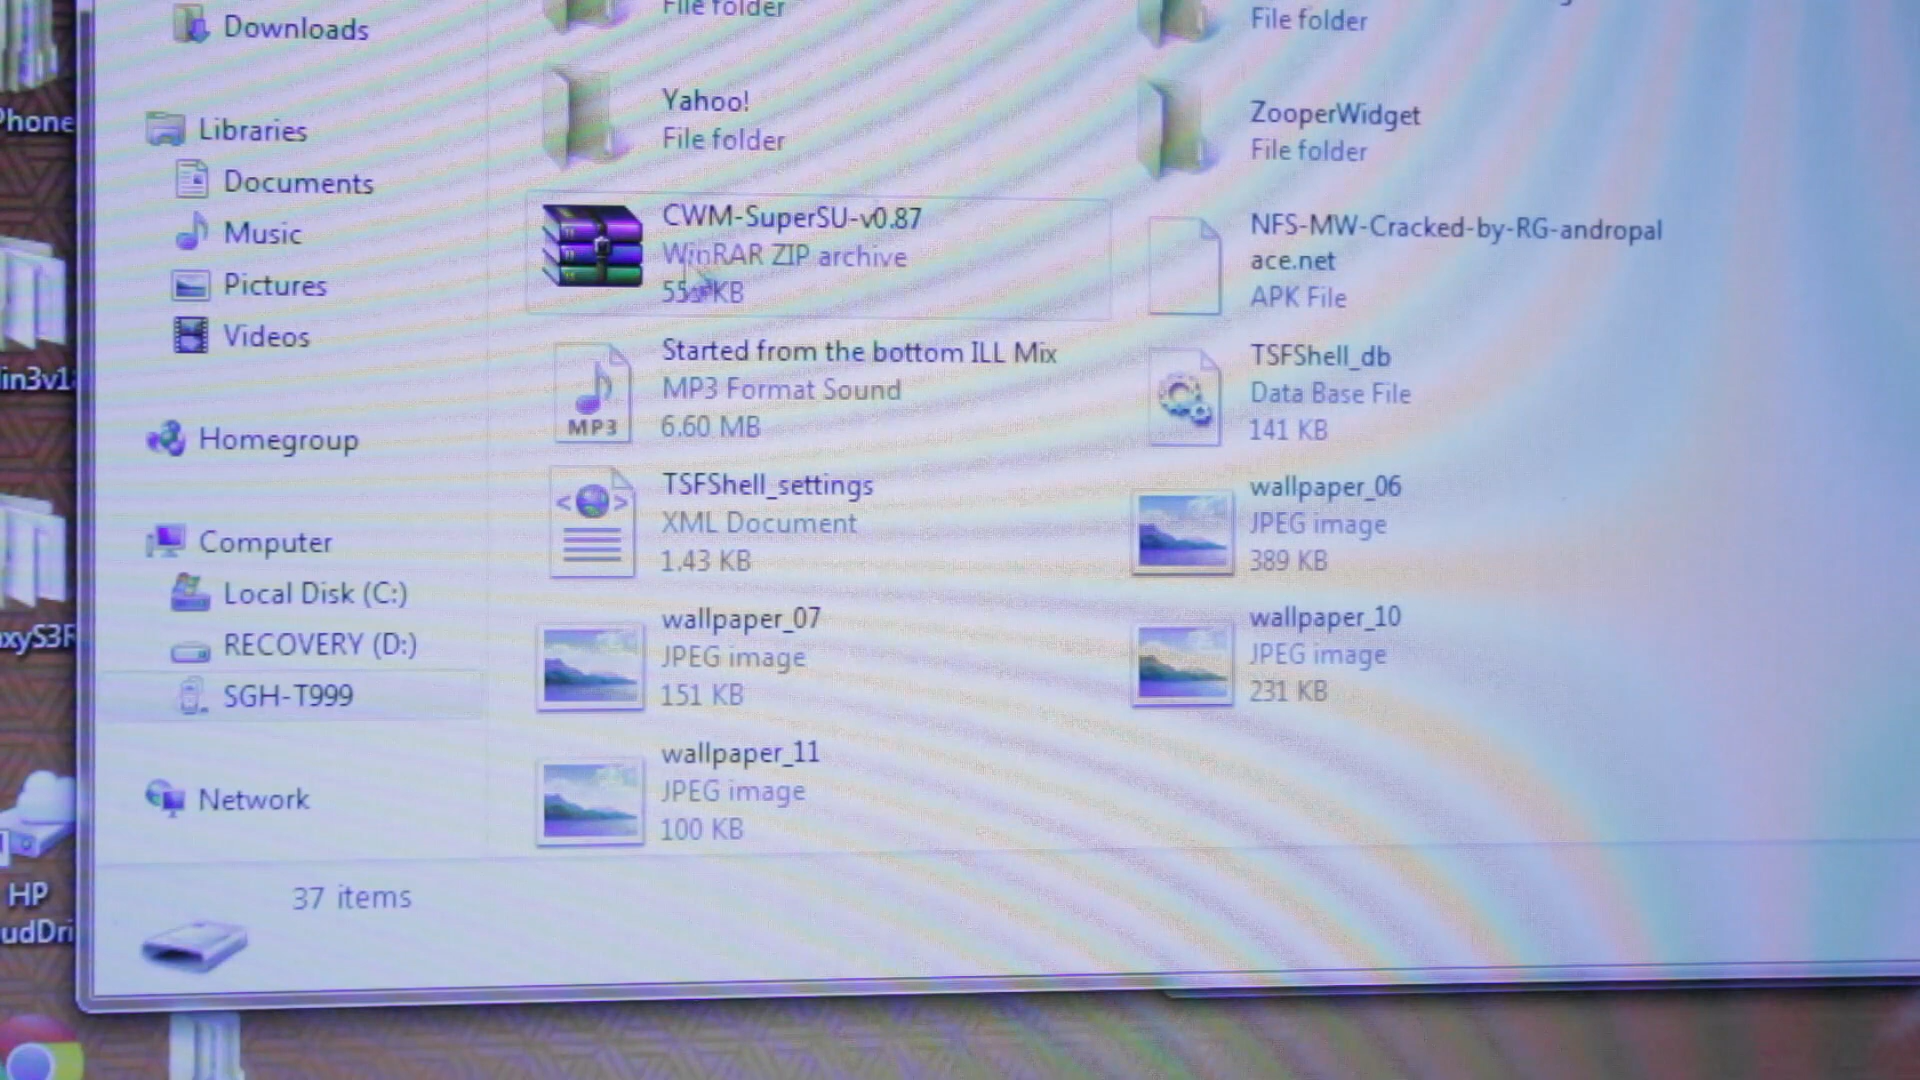 Downloads
Libraries
Documents
Music
Pictures
Videos
Homegroup
Computer
Local Disk (C:)
RECOVERY (D:)
SGH-T999
Network
File folder
File folder
Yahoo!
File folder
ZooperWidget
File folder
CWM-SuperSU-v0.87
WinRAR ZIP archive
KB
NFS-MW-Cracked-by-RG-andropal
ace.net
APK File
Started from the bottom ILL Mix
MP3 Format Sound
6.60 MB
MP3
TSFShell_db
Data Base File
141 KB
TSFShell_settings
XML Document
1.43 KB
wallpaper_06
JPEG image
389 KB
wallpaper_07
JPEG image
151 KB
wallpaper_10
JPEG image
231 KB
wallpaper_11
JPEG image
100 KB
37 items
Phone
in3v1
xyS3R
HP
udDri